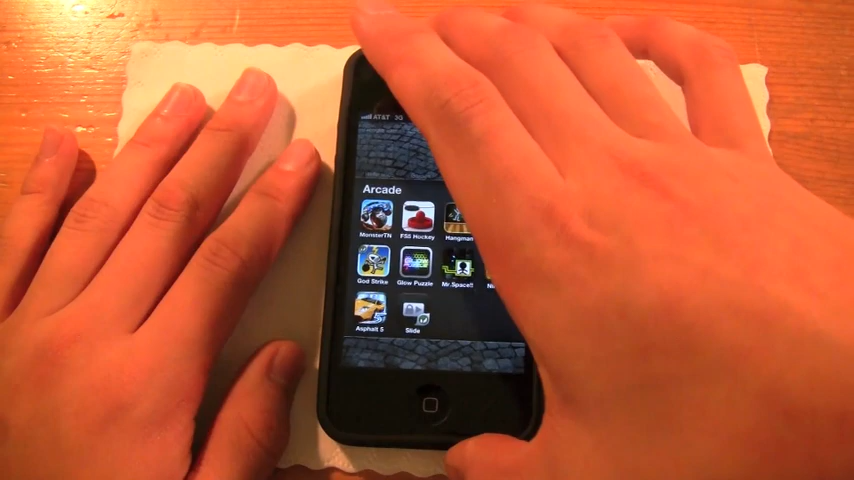 AT&T 3G
Arcade
MonsterTN FS5 Hockey Hangman
God Strike Glow Puzzle Mr.Space!!
Asphalt 5 Slide